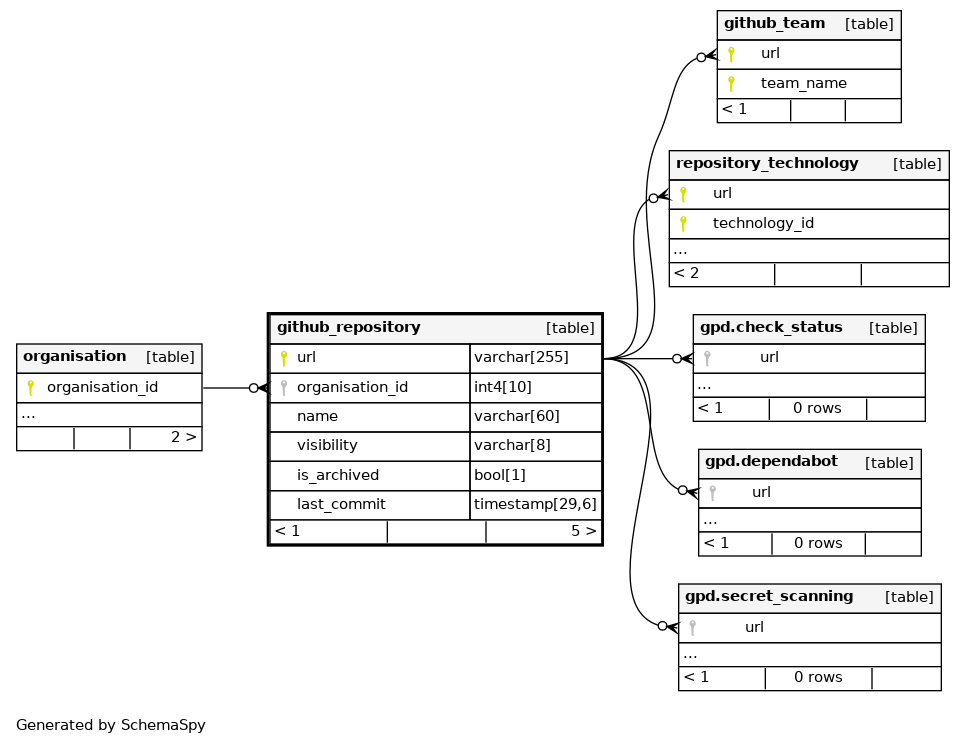 github_team [table]
url
team_name
< 1
repository_technology [table]
url
technology_id
...
< 2
github_repository [table]
url varchar[255]
organisation_id int4[10]
name varchar[60]
visibility varchar[8]
is_archived bool[1]
last_commit timestamp[29,6]
< 1 5 >
organisation [table]
organisation_id
...
2 >
gpd.check_status [table]
url
...
< 1 0 rows
gpd.dependabot [table]
url
...
< 1 0 rows
gpd.secret_scanning [table]
url
...
< 1 0 rows
Generated by SchemaSpy